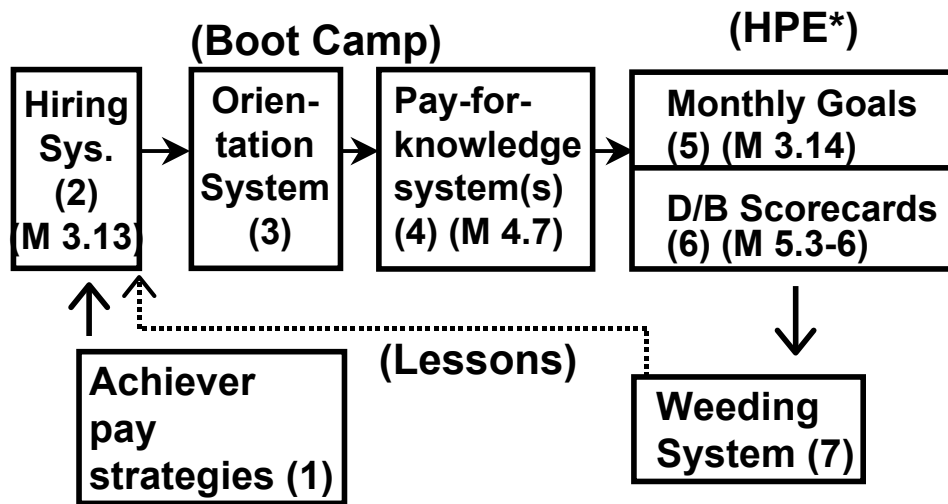 (Boot Camp)
(HPE*)
Hiring
Sys.
(2)
(M 3.13)
Orien-
tation
System
(3)
Pay-for-
knowledge
system(s)
(4) (M 4.7)
Monthly Goals
(5) (M 3.14)
D/B Scorecards
(6) (M 5.3-6)
(Lessons)
Achiever
pay
strategies (1)
Weeding
System (7)